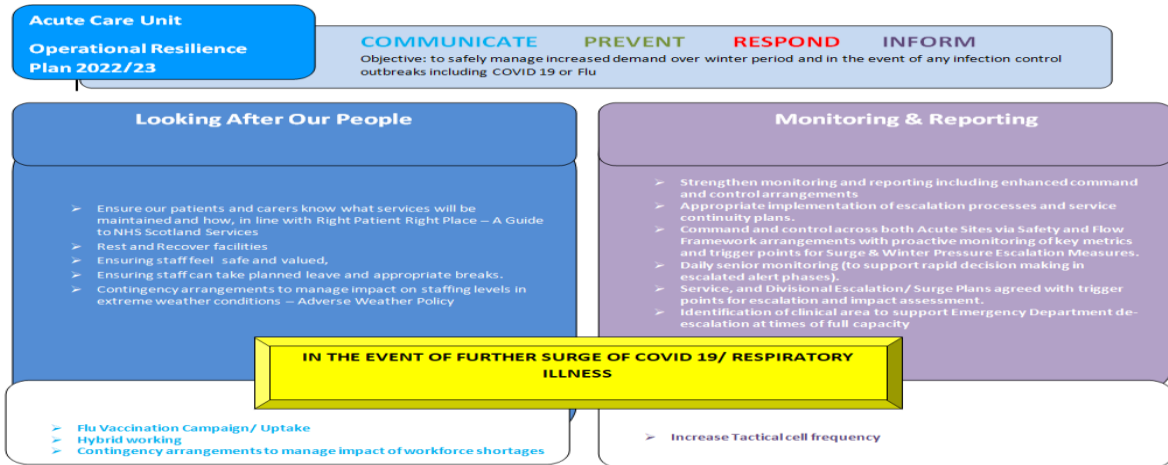 Acute Care Unit
Operational Resilience
Plan 2022/23
COMMUNICATE PREVENT RESPOND INFORM
Objective: to safely manage increased demand over winter period and in the event of any infection control
outbreaks including COVID 19 or Flu
Looking After Our People
➢ Ensure our patients and carers know what services will be
maintained and how, in line with Right Patient Right Place – A Guide
to NHS Scotland Services
➢ Rest and Recover facilities
➢ Ensuring staff feel safe and valued,
➢ Ensuring staff can take planned leave and appropriate breaks.
➢ Contingency arrangements to manage impact on staffing levels in
extreme weather conditions – Adverse Weather Policy
Monitoring & Reporting
➢ Strengthen monitoring and reporting including enhanced command
and control arrangements
➢ Appropriate implementation of escalation processes and service
continuity plans.
➢ Command and control across both Acute Sites via Safety and Flow
Framework arrangements with proactive monitoring of key metrics
and trigger points for Surge & Winter Pressure Escalation Measures.
➢ Daily senior monitoring (to support rapid decision making in
escalated alert phases).
➢ Service, and Divisional Escalation/ Surge Plans agreed with trigger
points for escalation and impact assessment.
➢ Identification of clinical area to support Emergency Department de-
escalation at times of full capacity
IN THE EVENT OF FURTHER SURGE OF COVID 19/ RESPIRATORY
ILLNESS
➢ Flu Vaccination Campaign/ Uptake
➢ Hybrid working
➢ Contingency arrangements to manage impact of workforce shortages
➢ Increase Tactical cell frequency